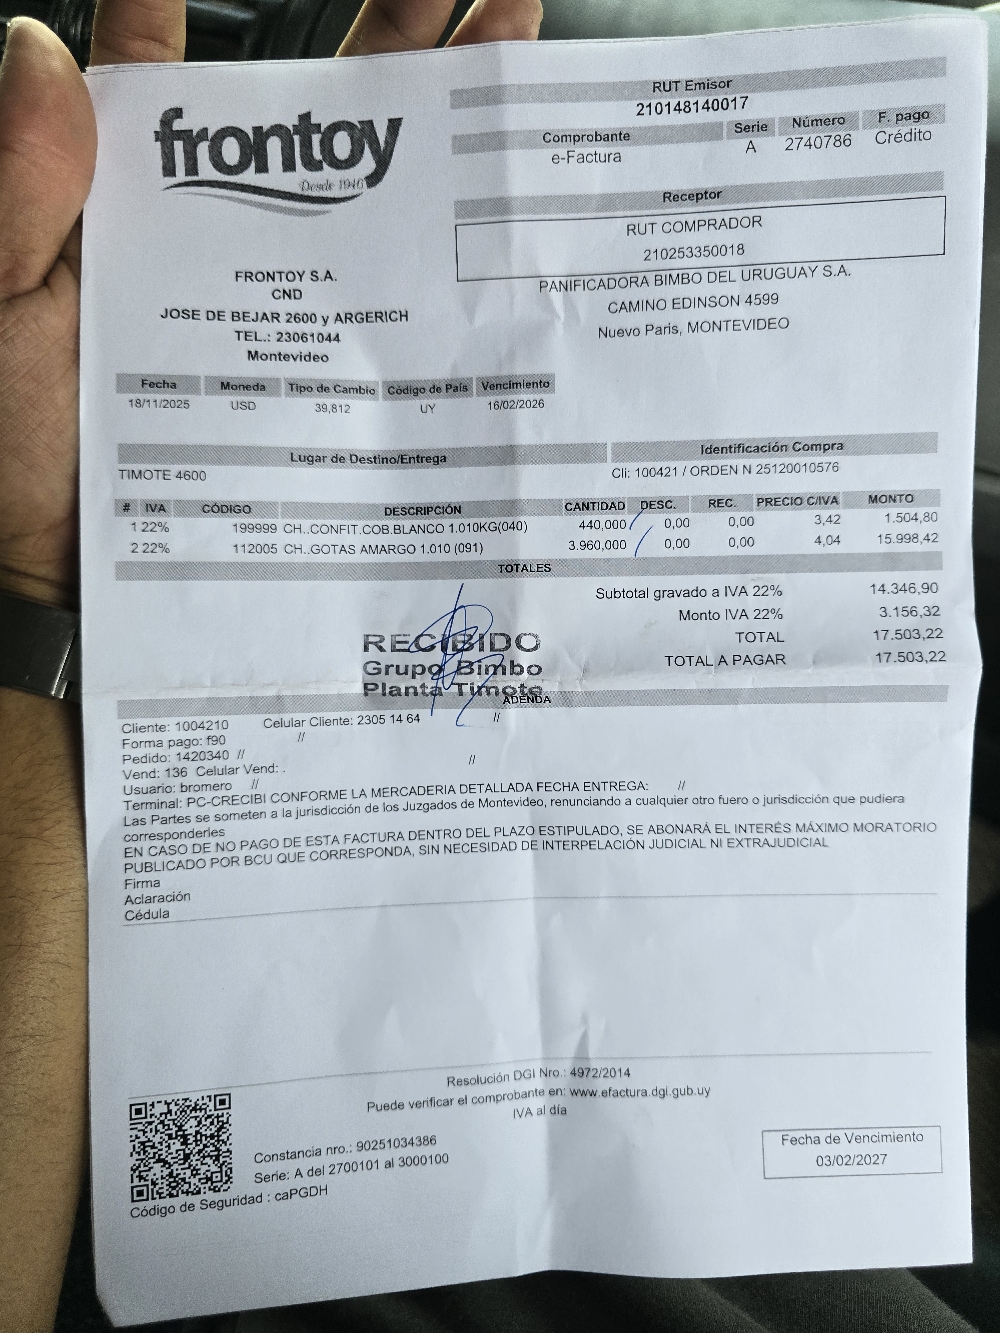 frontoy
Desde 1946
FRONTOY S.A.
CND
JOSE DE BEJAR 2600 y ARGERICH
TEL.: 23061044
Montevideo
RUT Emisor
210148140017
Comprobante Serie Número F. pago
e-Factura A 2740786 Crédito
Receptor
RUT COMPRADOR
210253350018
PANIFICADORA BIMBO DEL URUGUAY S.A.
CAMINO EDINSON 4599
Nuevo Paris, MONTEVIDEO
Fecha Moneda Tipo de Cambio Código de País Vencimiento
18/11/2025 USD 39,812 UY 16/02/2026
Lugar de Destino/Entrega Identificación Compra
TIMOTE 4600 Cli: 100421 / ORDEN N 25120010576
# IVA CÓDIGO DESCRIPCIÓN CANTIDAD DESC. REC. PRECIO C/IVA MONTO
1 22% 199999 CH..CONFIT.COB.BLANCO 1.010KG(040) 440,000 0,00 0,00 3,42 1.504,80
2 22% 112005 CH..GOTAS AMARGO 1.010 (091) 3.960,000 0,00 0,00 4,04 15.998,42
TOTALES
Subtotal gravado a IVA 22% 14.346,90
Monto IVA 22% 3.156,32
TOTAL 17.503,22
TOTAL A PAGAR 17.503,22
RECIBIDO
Grupo Bimbo
Planta Timote
ADENDA
Cliente: 1004210 Celular Cliente: 2305 14 64 //
Forma pago: f90 //
Pedido: 1420340 // //
Vend: 136 Celular Vend: .
Usuario: bromero //
Terminal: PC-CRECIBI CONFORME LA MERCADERIA DETALLADA FECHA ENTREGA: //
Las Partes se someten a la jurisdicción de los Juzgados de Montevideo, renunciando a cualquier otro fuero o jurisdicción que pudiera
corresponderles
EN CASO DE NO PAGO DE ESTA FACTURA DENTRO DEL PLAZO ESTIPULADO, SE ABONARÁ EL INTERÉS MÁXIMO MORATORIO
PUBLICADO POR BCU QUE CORRESPONDA, SIN NECESIDAD DE INTERPELACIÓN JUDICIAL NI EXTRAJUDICIAL
Firma
Aclaración
Cédula
Resolución DGI Nro.: 4972/2014
Puede verificar el comprobante en: www.efactura.dgi.gub.uy
IVA al día
Constancia nro.: 90251034386
Serie: A del 2700101 al 3000100
Código de Seguridad : caPGDH
Fecha de Vencimiento
03/02/2027